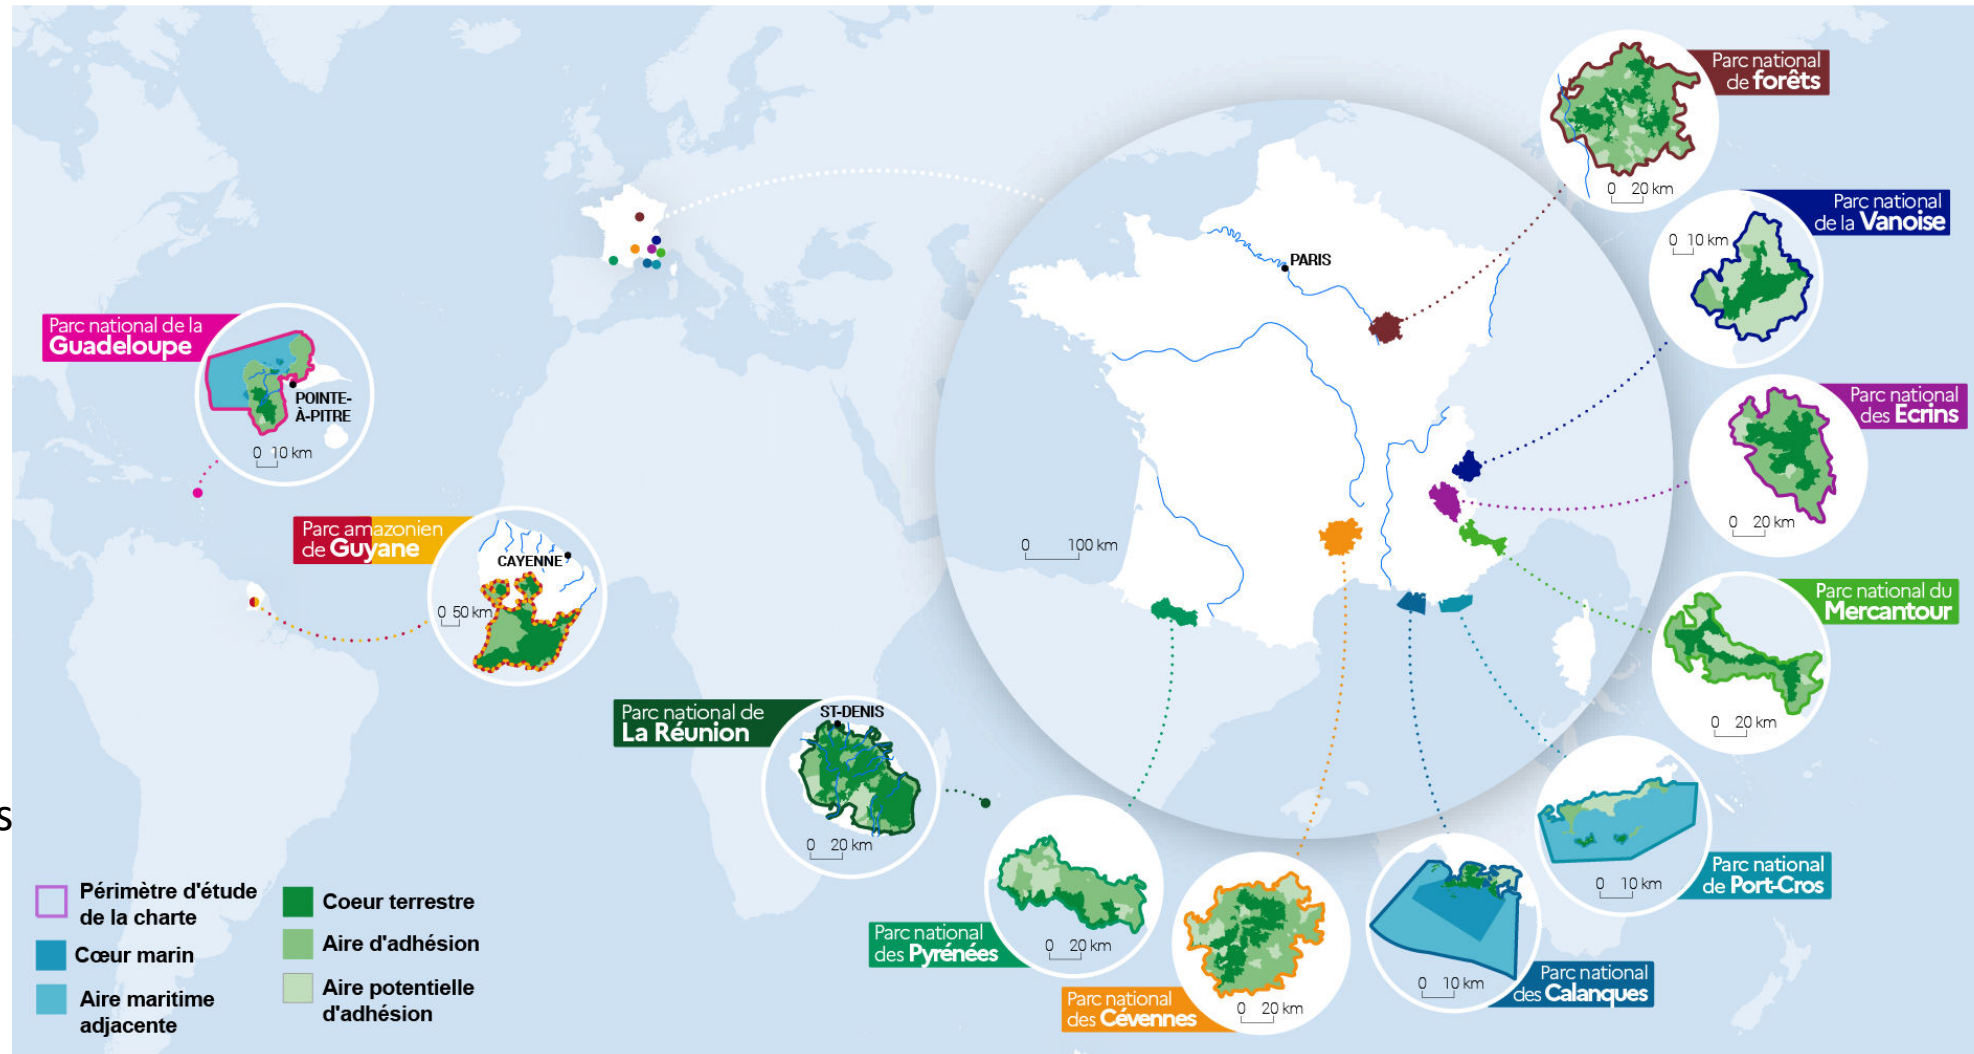 Parc national
de forêts
0 20 km
Parc national
de la Vanoise
0 10 km
PARIS
Parc national de la
Guadeloupe
POINTE-
À-PITRE
0 10 km
Parc national
des Ecrins
0 20 km
Parc amazonien
de Guyane
CAYENNE
0 50 km
0 100 km
Parc national du
Mercantour
0 20 km
Parc national de
La Réunion
ST-DENIS
0 20 km
s
Parc national
de Port-Cros
0 10 km
Parc national
des Pyrénées
0 20 km
Parc national
des Cévennes
0 20 km
Parc national
des Calanques
0 10 km
Périmètre d'étude
de la charte
Cœur marin
Aire maritime
adjacente
Coeur terrestre
Aire d'adhésion
Aire potentielle
d'adhésion